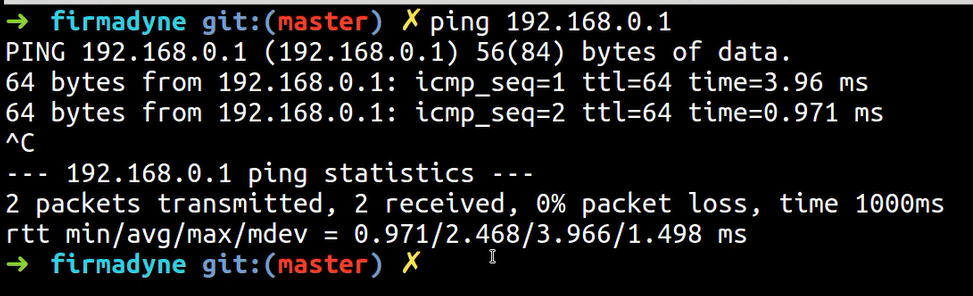 ➜ firmadyne git:(master) ✗ ping 192.168.0.1
PING 192.168.0.1 (192.168.0.1) 56(84) bytes of data.
64 bytes from 192.168.0.1: icmp_seq=1 ttl=64 time=3.96 ms
64 bytes from 192.168.0.1: icmp_seq=2 ttl=64 time=0.971 ms
^C
--- 192.168.0.1 ping statistics ---
2 packets transmitted, 2 received, 0% packet loss, time 1000ms
rtt min/avg/max/mdev = 0.971/2.468/3.966/1.498 ms
➜ firmadyne git:(master) ✗